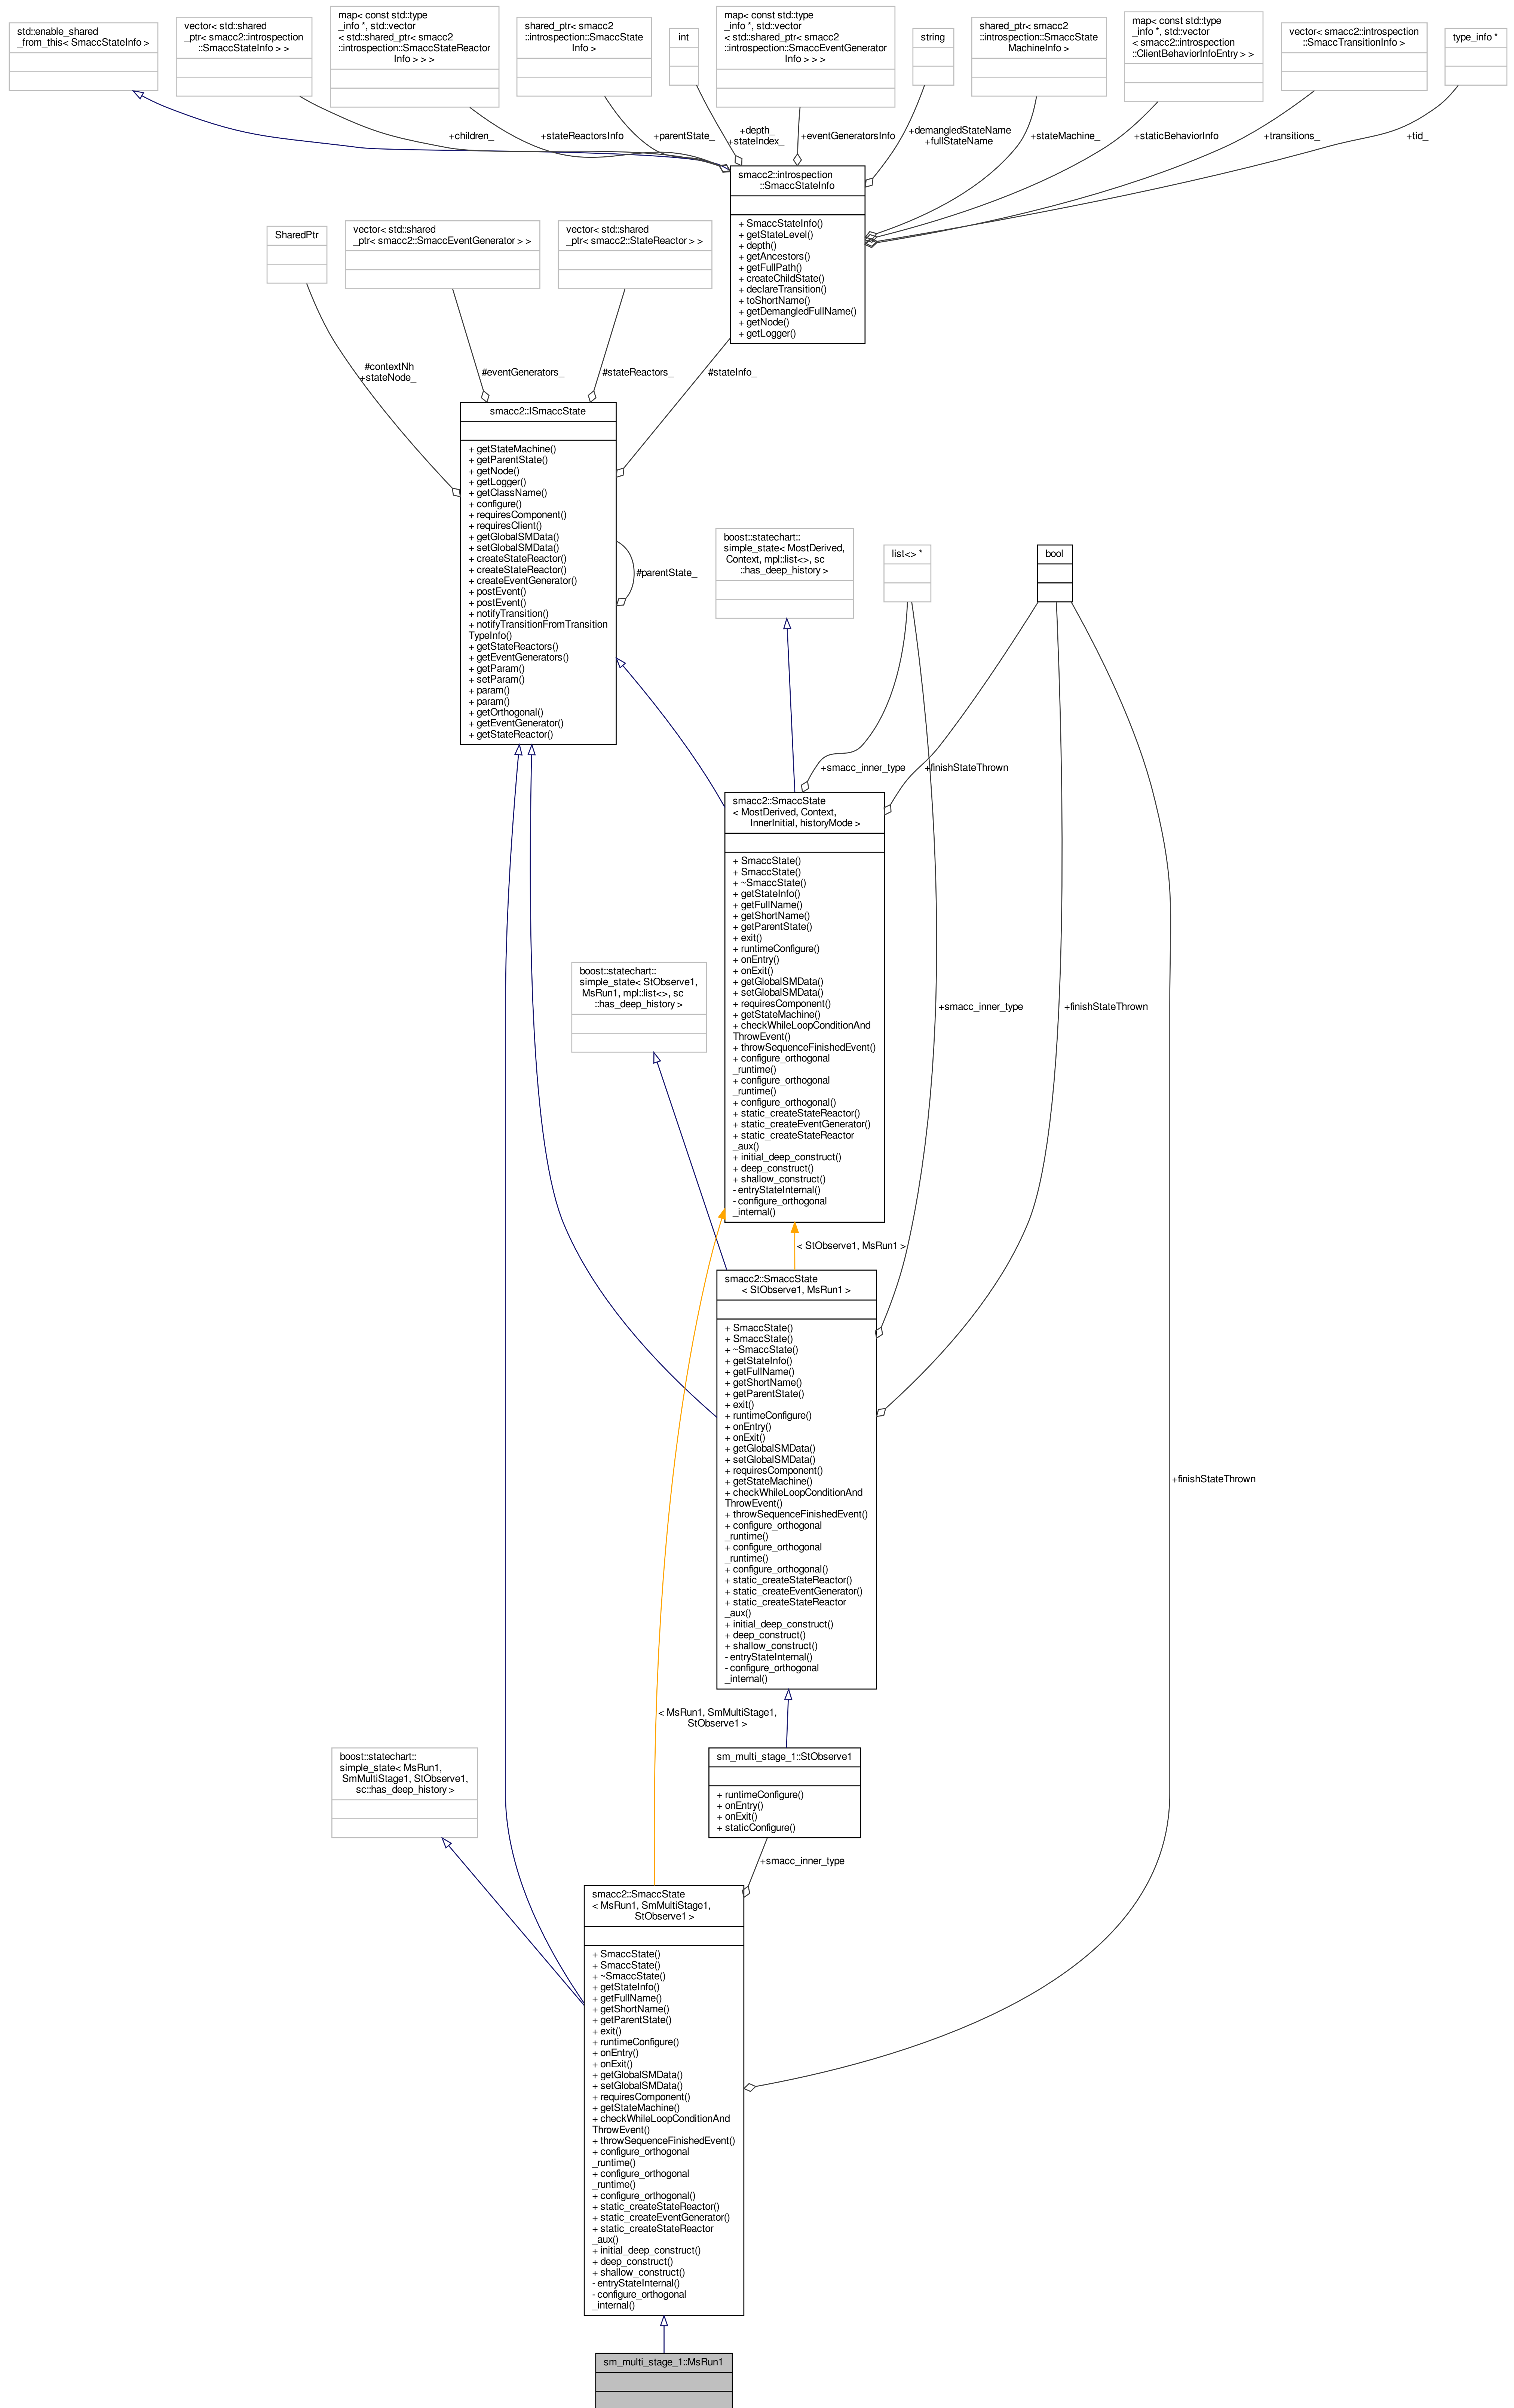 std::enable_shared
_from_this< SmaccStateInfo >
vector< std::shared
_ptr< smacc2::introspection
::SmaccStateInfo > >
map< const std::type
_info *, std::vector
< std::shared_ptr< smacc2
::introspection::SmaccStateReactor
Info > > >
shared_ptr< smacc2
::introspection::SmaccState
Info >
int
map< const std::type
_info *, std::vector
< std::shared_ptr< smacc2
::introspection::SmaccEventGenerator
Info > > >
string
shared_ptr< smacc2
::introspection::SmaccState
MachineInfo >
map< const std::type
_info *, std::vector
< smacc2::introspection
::ClientBehaviorInfoEntry > >
vector< smacc2::introspection
::SmaccTransitionInfo >
type_info *
+children_
+stateReactorsInfo
+parentState_
+depth_
+stateIndex_
+eventGeneratorsInfo
+demangledStateName
+fullStateName
+stateMachine_
+staticBehaviorInfo
+transitions_
+tid_
smacc2::introspection
::SmaccStateInfo
+ SmaccStateInfo()
+ getStateLevel()
+ depth()
+ getAncestors()
+ getFullPath()
+ createChildState()
+ declareTransition()
+ toShortName()
+ getDemangledFullName()
+ getNode()
+ getLogger()
SharedPtr
vector< std::shared
_ptr< smacc2::SmaccEventGenerator > >
vector< std::shared
_ptr< smacc2::StateReactor > >
#contextNh
+stateNode_
#eventGenerators_
#stateReactors_
#stateInfo_
smacc2::ISmaccState
+ getStateMachine()
+ getParentState()
+ getNode()
+ getLogger()
+ getClassName()
+ configure()
+ requiresComponent()
+ requiresClient()
+ getGlobalSMData()
+ setGlobalSMData()
+ createStateReactor()
+ createStateReactor()
+ createEventGenerator()
+ postEvent()
+ postEvent()
+ notifyTransition()
+ notifyTransitionFromTransition
TypeInfo()
+ getStateReactors()
+ getEventGenerators()
+ getParam()
+ setParam()
+ param()
+ param()
+ getOrthogonal()
+ getEventGenerator()
+ getStateReactor()
#parentState_
boost::statechart::
simple_state< MostDerived,
Context, mpl::list<>, sc
::has_deep_history >
list<> *
bool
+smacc_inner_type
+finishStateThrown
smacc2::SmaccState
< MostDerived, Context,
InnerInitial, historyMode >
+ SmaccState()
+ SmaccState()
+ ~SmaccState()
+ getStateInfo()
+ getFullName()
+ getShortName()
+ getParentState()
+ exit()
+ runtimeConfigure()
+ onEntry()
+ onExit()
+ getGlobalSMData()
+ setGlobalSMData()
+ requiresComponent()
+ getStateMachine()
+ checkWhileLoopConditionAnd
ThrowEvent()
+ throwSequenceFinishedEvent()
+ configure_orthogonal
_runtime()
+ configure_orthogonal
_runtime()
+ configure_orthogonal()
+ static_createStateReactor()
+ static_createEventGenerator()
+ static_createStateReactor
_aux()
+ initial_deep_construct()
+ deep_construct()
+ shallow_construct()
- entryStateInternal()
- configure_orthogonal
_internal()
boost::statechart::
simple_state< StObserve1,
MsRun1, mpl::list<>, sc
::has_deep_history >
+smacc_inner_type
+finishStateThrown
< StObserve1, MsRun1 >
smacc2::SmaccState
< StObserve1, MsRun1 >
+ SmaccState()
+ SmaccState()
+ ~SmaccState()
+ getStateInfo()
+ getFullName()
+ getShortName()
+ getParentState()
+ exit()
+ runtimeConfigure()
+ onEntry()
+ onExit()
+ getGlobalSMData()
+ setGlobalSMData()
+ requiresComponent()
+ getStateMachine()
+ checkWhileLoopConditionAnd
ThrowEvent()
+ throwSequenceFinishedEvent()
+ configure_orthogonal
_runtime()
+ configure_orthogonal
_runtime()
+ configure_orthogonal()
+ static_createStateReactor()
+ static_createEventGenerator()
+ static_createStateReactor
_aux()
+ initial_deep_construct()
+ deep_construct()
+ shallow_construct()
- entryStateInternal()
- configure_orthogonal
_internal()
+finishStateThrown
< MsRun1, SmMultiStage1,
StObserve1 >
boost::statechart::
simple_state< MsRun1,
SmMultiStage1, StObserve1,
sc::has_deep_history >
sm_multi_stage_1::StObserve1
+ runtimeConfigure()
+ onEntry()
+ onExit()
+ staticConfigure()
+smacc_inner_type
smacc2::SmaccState
< MsRun1, SmMultiStage1,
StObserve1 >
+ SmaccState()
+ SmaccState()
+ ~SmaccState()
+ getStateInfo()
+ getFullName()
+ getShortName()
+ getParentState()
+ exit()
+ runtimeConfigure()
+ onEntry()
+ onExit()
+ getGlobalSMData()
+ setGlobalSMData()
+ requiresComponent()
+ getStateMachine()
+ checkWhileLoopConditionAnd
ThrowEvent()
+ throwSequenceFinishedEvent()
+ configure_orthogonal
_runtime()
+ configure_orthogonal
_runtime()
+ configure_orthogonal()
+ static_createStateReactor()
+ static_createEventGenerator()
+ static_createStateReactor
_aux()
+ initial_deep_construct()
+ deep_construct()
+ shallow_construct()
- entryStateInternal()
- configure_orthogonal
_internal()
sm_multi_stage_1::MsRun1